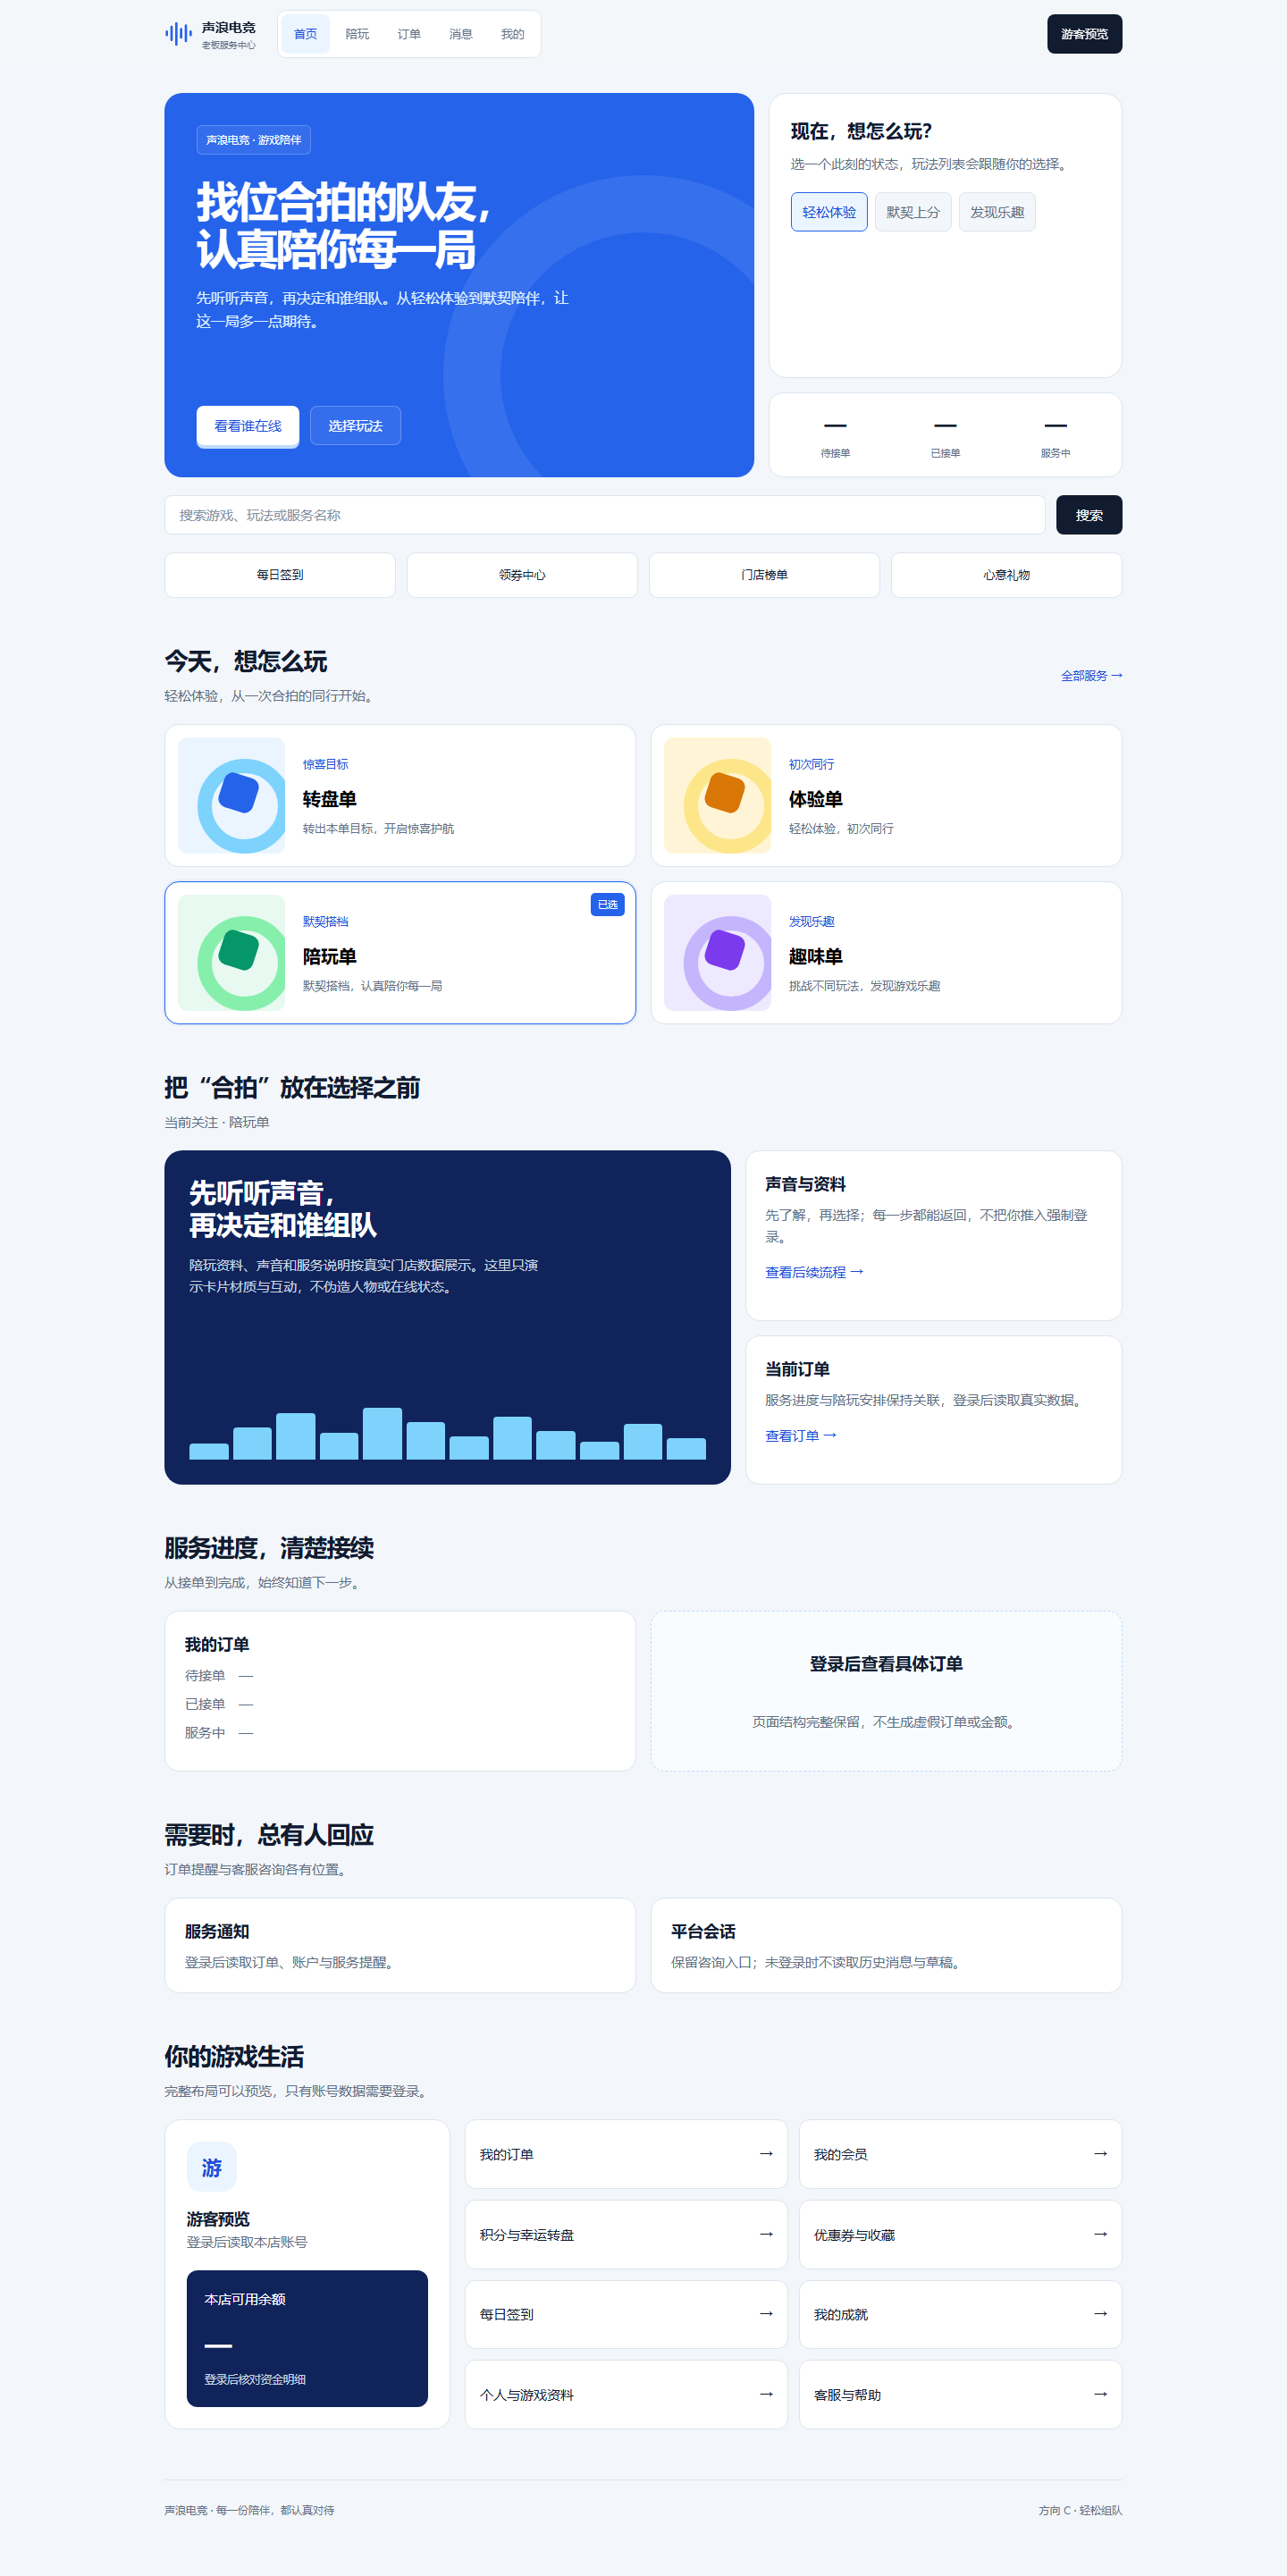 声浪电竞
老板服务中心
首页
陪玩
订单
消息
我的
游客预览
声浪电竞 · 游戏陪伴
找位合拍的队友，
认真陪你每一局
先听听声音，再决定和谁组队。从轻松体验到默契陪伴，让
这一局多一点期待。
看看谁在线
选择玩法
现在，想怎么玩？
选一个此刻的状态，玩法列表会跟随你的选择。
轻松体验
默契上分
发现乐趣
— — —
待接单
已接单
服务中
搜索游戏、玩法或服务名称
搜索
每日签到
领券中心
门店榜单
心意礼物
今天，想怎么玩
轻松体验，从一次合拍的同行开始。
全部服务 →
惊喜目标
转盘单
转出本单目标，开启惊喜护航
初次同行
体验单
轻松体验，初次同行
已选
默契搭档
陪玩单
默契搭档，认真陪你每一局
发现乐趣
趣味单
挑战不同玩法，发现游戏乐趣
把“合拍”放在选择之前
当前关注 · 陪玩单
先听听声音，
再决定和谁组队
陪玩资料、声音和服务说明按真实门店数据展示。这里只演
示卡片材质与互动，不伪造人物或在线状态。
声音与资料
先了解，再选择；每一步都能返回，不把你推入强制登
录。
查看后续流程 →
当前订单
服务进度与陪玩安排保持关联，登录后读取真实数据。
查看订单 →
服务进度，清楚接续
从接单到完成，始终知道下一步。
我的订单
待接单 —
已接单 —
服务中 —
登录后查看具体订单
页面结构完整保留，不生成虚假订单或金额。
需要时，总有人回应
订单提醒与客服咨询各有位置。
服务通知
登录后读取订单、账户与服务提醒。
平台会话
保留咨询入口；未登录时不读取历史消息与草稿。
你的游戏生活
完整布局可以预览，只有账号数据需要登录。
游
游客预览
登录后读取本店账号
本店可用余额
—
登录后核对资金明细
我的订单 →
我的会员 →
积分与幸运转盘 →
优惠券与收藏 →
每日签到 →
我的成就 →
个人与游戏资料 →
客服与帮助 →
声浪电竞 · 每一份陪伴，都认真对待
方向 C · 轻松组队